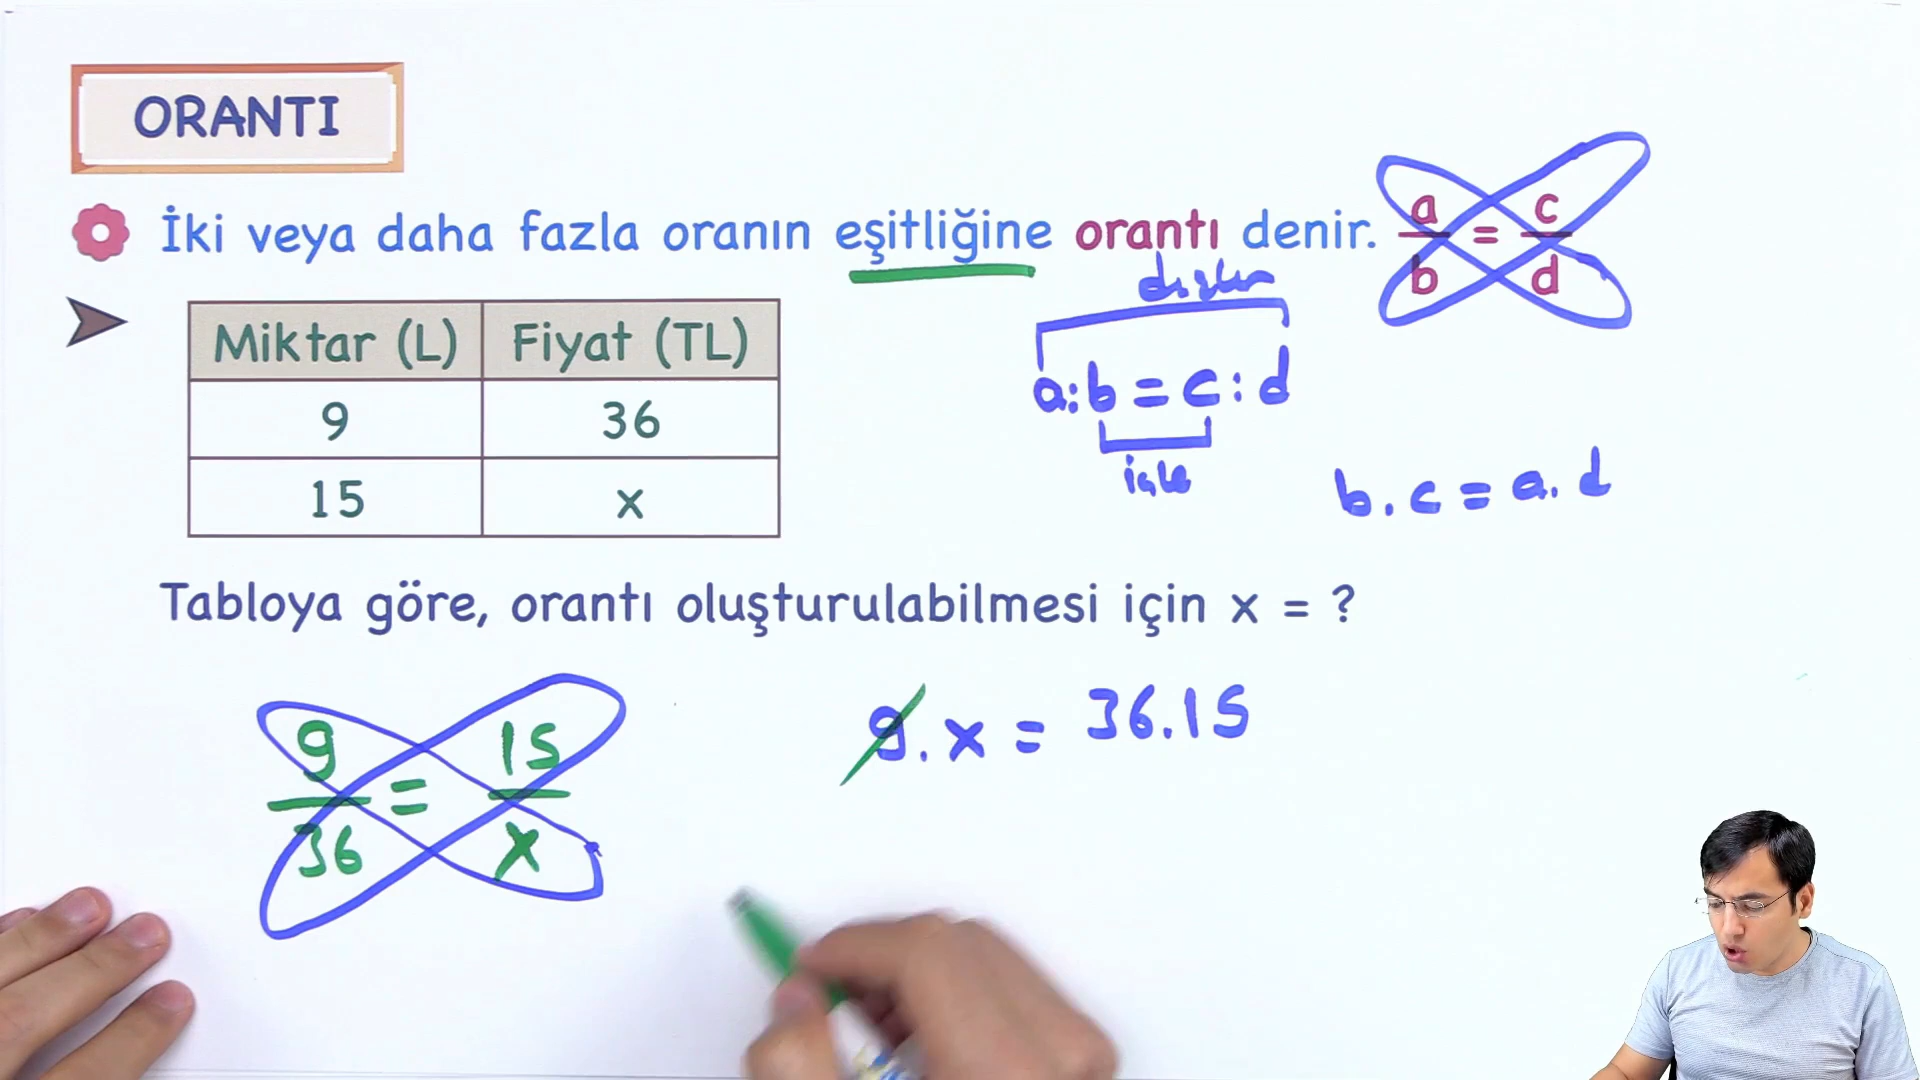 ORANTI
İki veya daha fazla oranın eşitliğine orantı denir.
a/b = c/d
dışlar
Miktar (L) Fiyat (TL)
9 36
15 x
a:b = c:d
içle
b.c = a.d
Tabloya göre, orantı oluşturulabilmesi için x = ?
9/36 = 15/x
9.x = 36.15